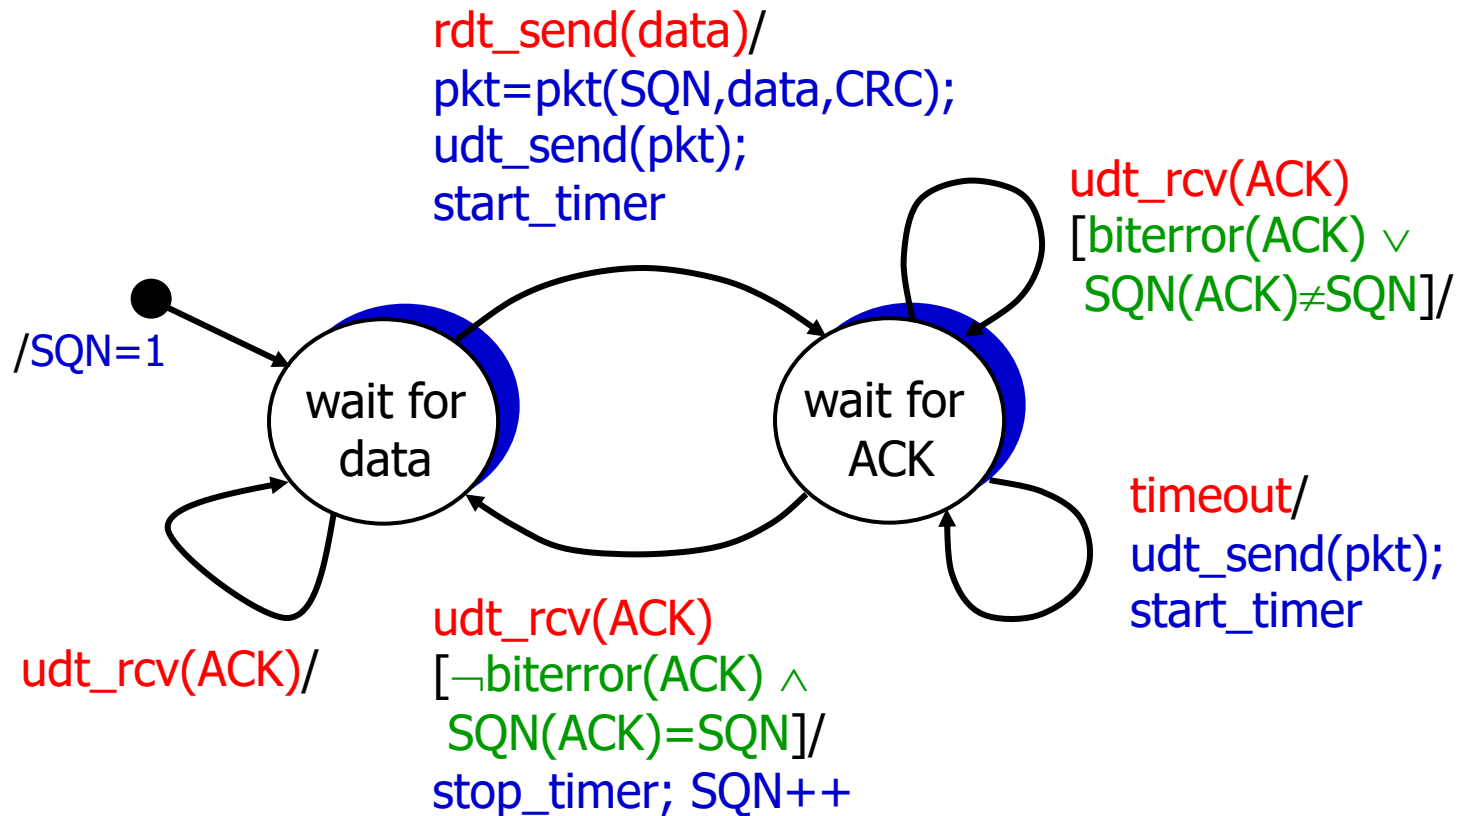 rdt_send(data)/
pkt=pkt(SQN,data,CRC);
udt_send(pkt);
start_timer
udt_rcv(ACK)
[biterror(ACK) ∨
SQN(ACK)≠SQN]/
/SQN=1
wait for
data
wait for
ACK
timeout/
udt_send(pkt);
start_timer
udt_rcv(ACK)/
udt_rcv(ACK)
[¬biterror(ACK) ∧
SQN(ACK)=SQN]/
stop_timer; SQN++